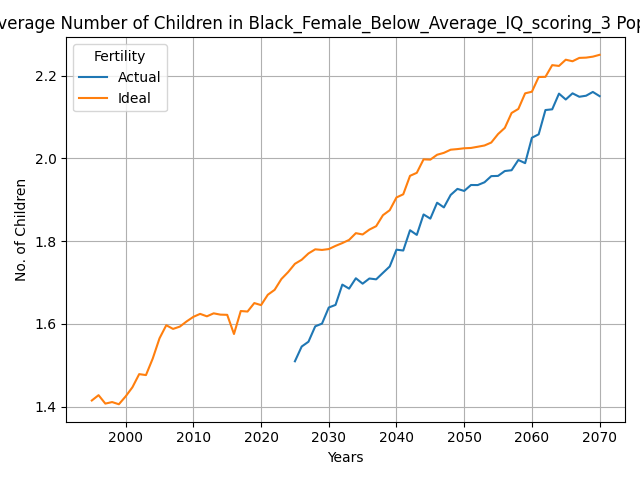 verage Number of Children in Black_Female_Below_Average_IQ_scoring_3 Pop
Fertility
Actual
Ideal
No. of Children
2.2
2.0
1.8
1.6
1.4
2000 2010 2020 2030 2040 2050 2060 2070
Years